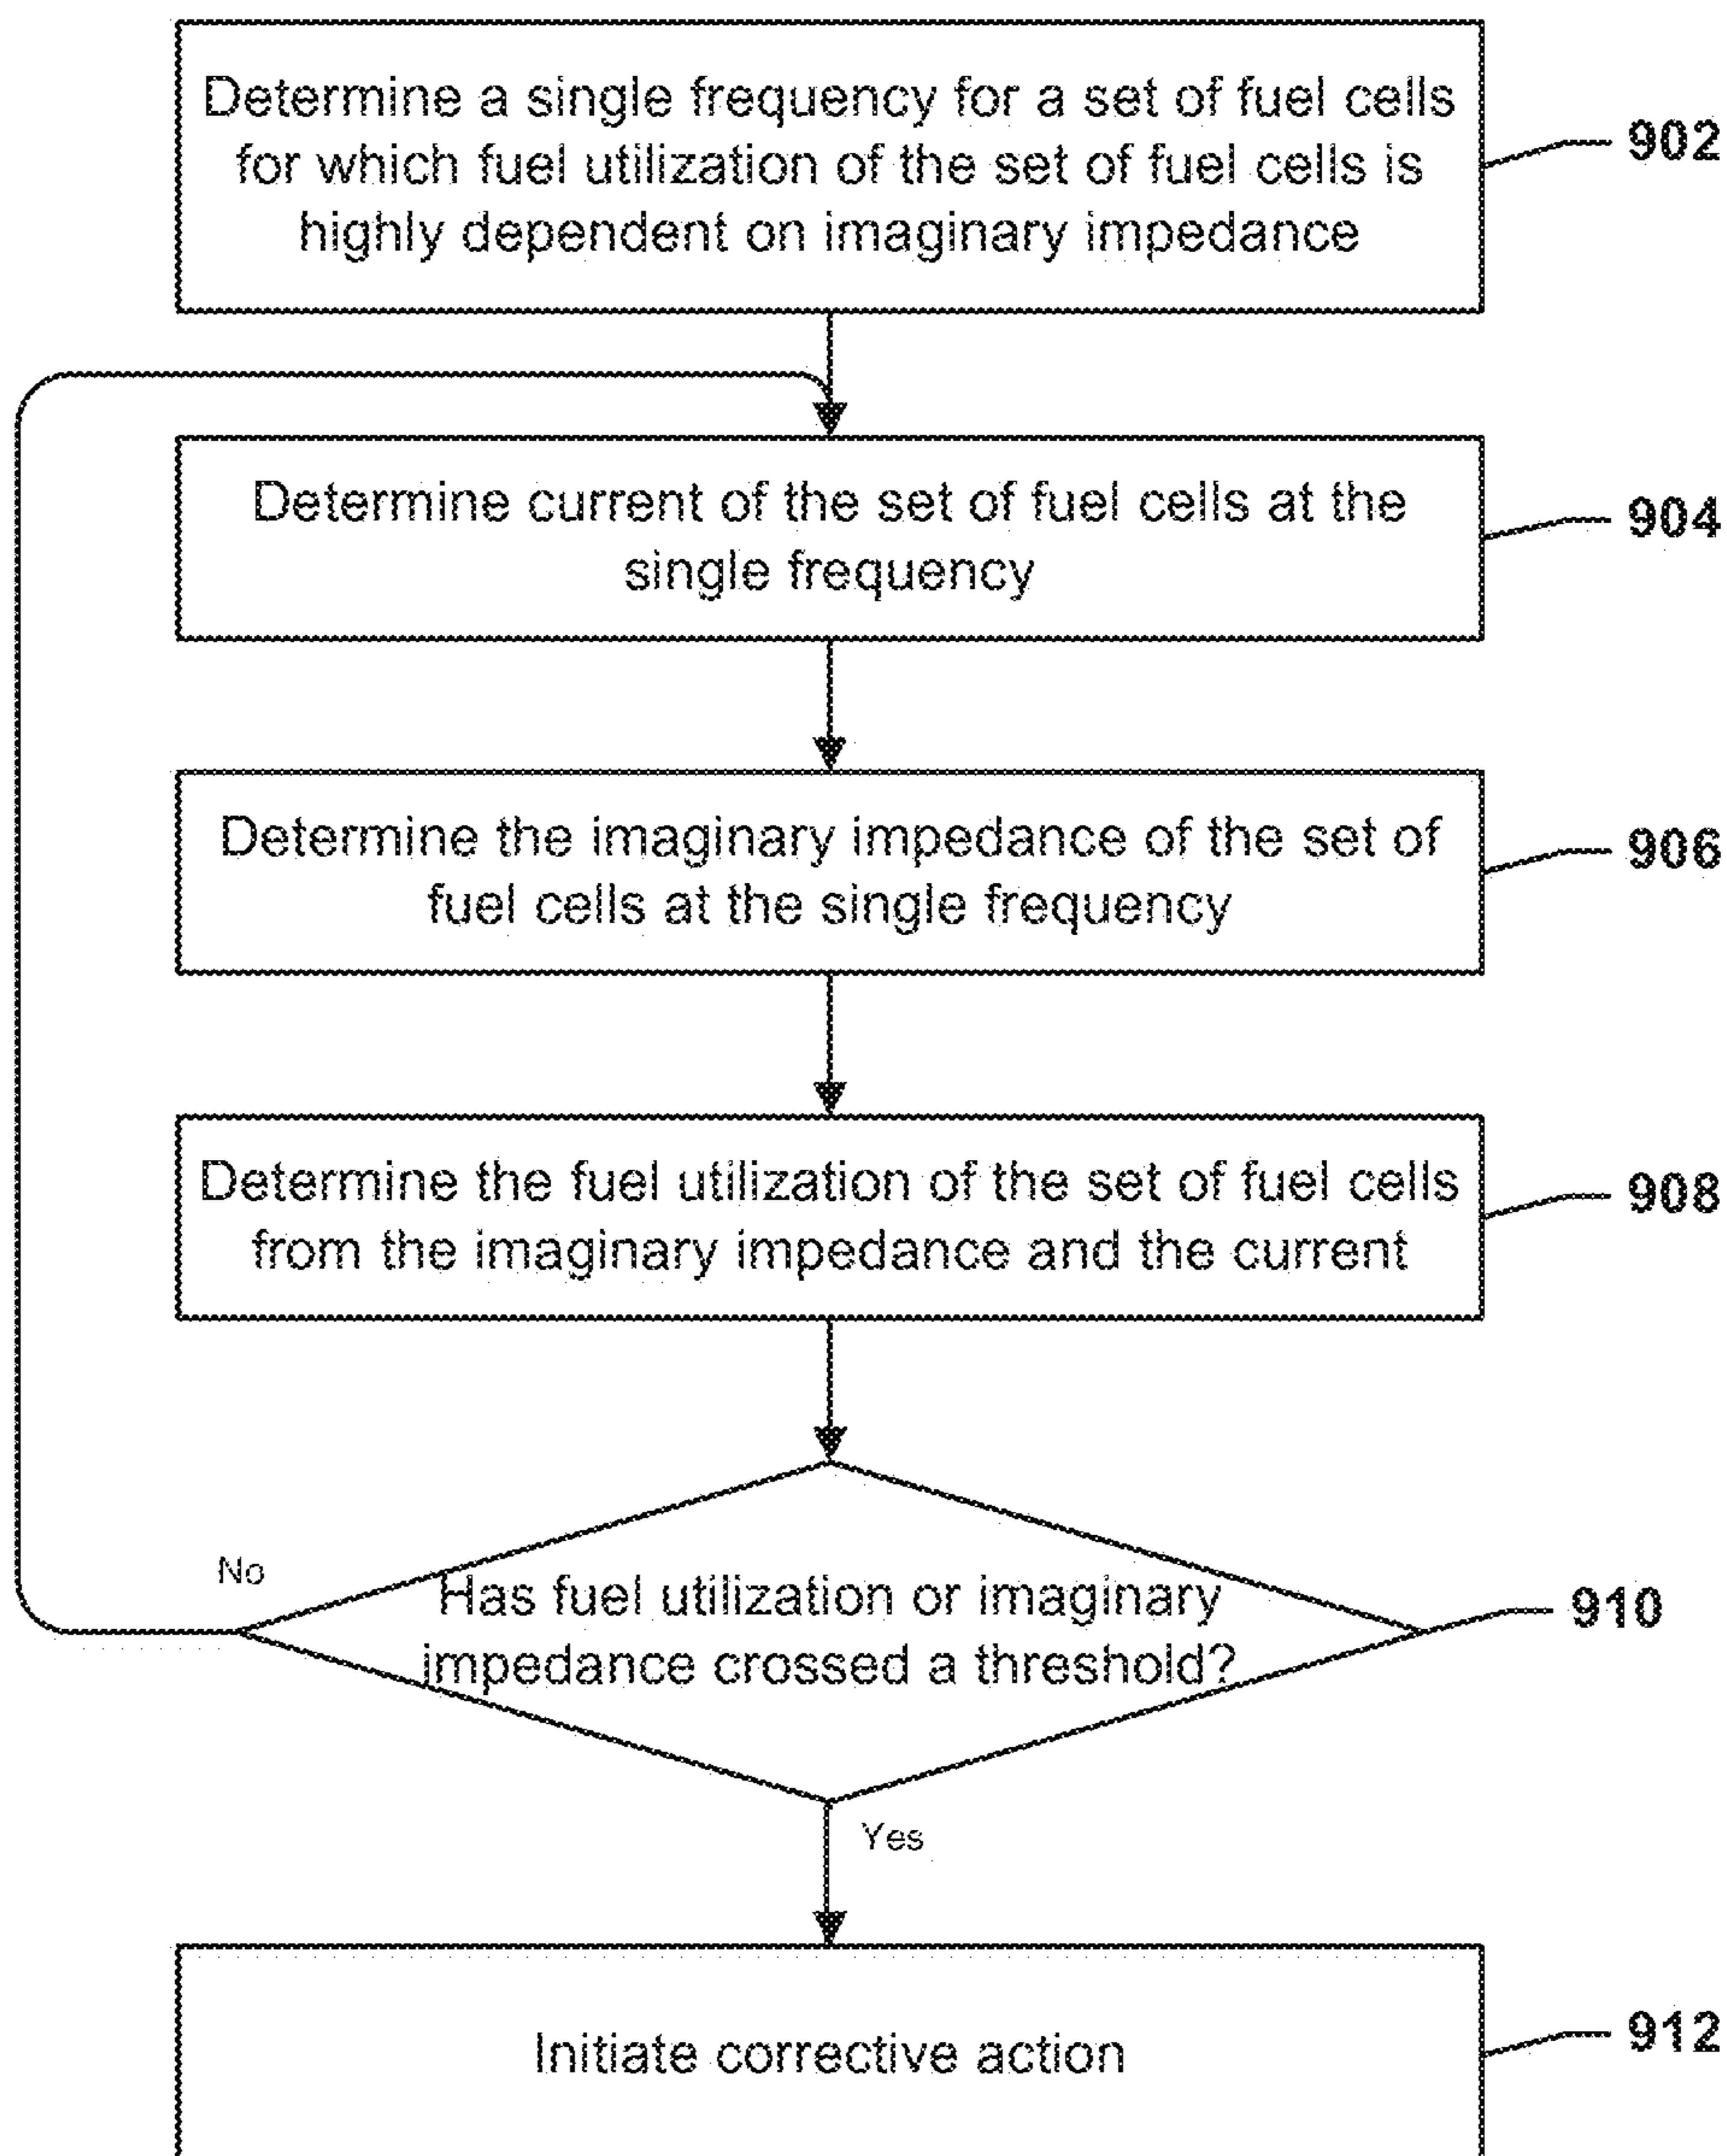 Determine a single frequency for a set of fuel cells
for which fuel utilization of the set of fuel cells is
highly dependent on imaginary impedance
902
Determine current of the set of fuel cells at the
single frequency
904
Determine the imaginary impedance of the set of
fuel cells at the single frequency
906
Determine the fuel utilization of the set of fuel cells
from the imaginary impedance and the current
908
No
Has fuel utilization or imaginary
impedance crossed a threshold?
910
Yes
Initiate corrective action
912